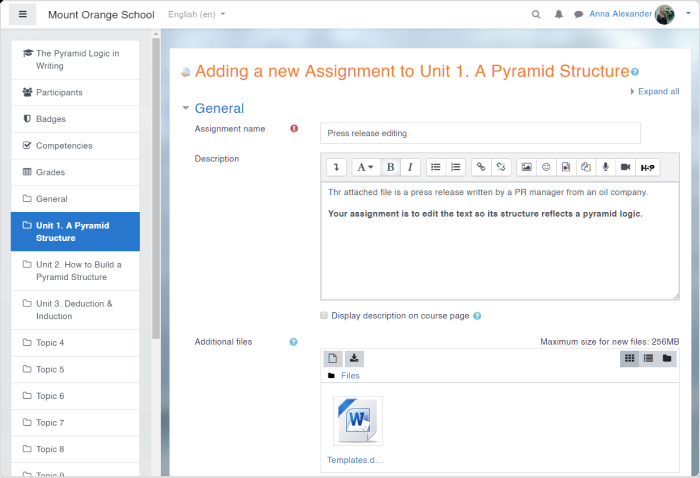 Mount Orange School
English (en)
Anna Alexander
The Pyramid Logic in
Writing
Participants
Badges
Competencies
Grades
General
Unit 1. A Pyramid
Structure
Unit 2. How to Build a
Pyramid Structure
Unit 3. Deduction &
Induction
Topic 4
Topic 5
Topic 6
Topic 7
Topic 8
Topic 9
Adding a new Assignment to Unit 1. A Pyramid Structure
Expand all
General
Assignment name
Press release editing
Description
A B I H-P
Thr attached file is a press release written by a PR manager from an oil company.
Your assignment is to edit the text so its structure reflects a pyramid logic.
Display description on course page
Additional files
Maximum size for new files: 256MB
Files
W
Templates.d...